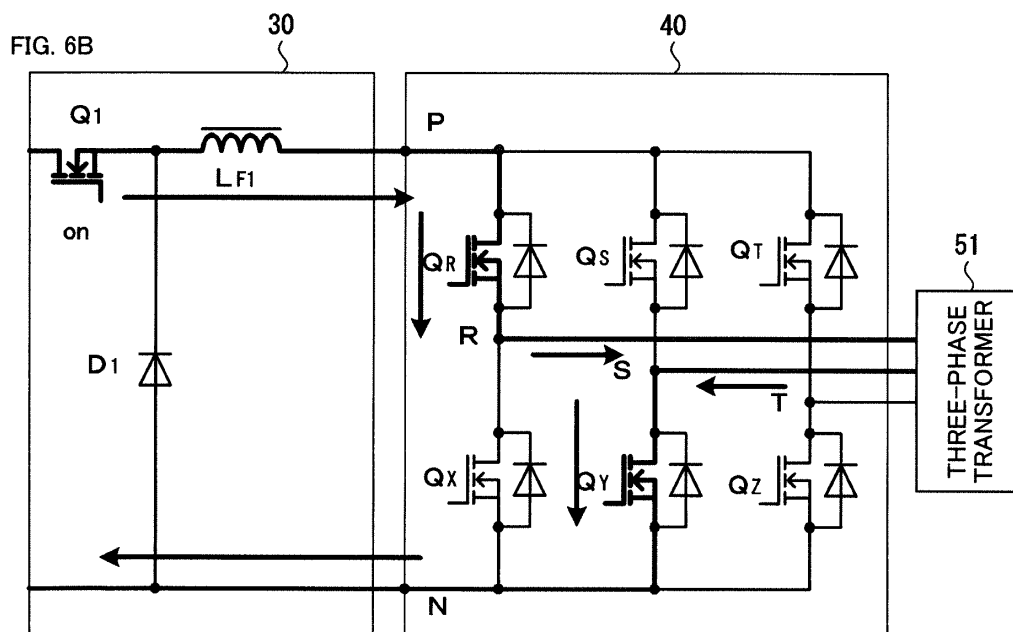 FIG. 6B
30
40
Q1
P
LF1
on
QR
QS
QT
51
R
S
T
D1
THREE-PHASE
TRANSFORMER
QX
QY
QZ
N